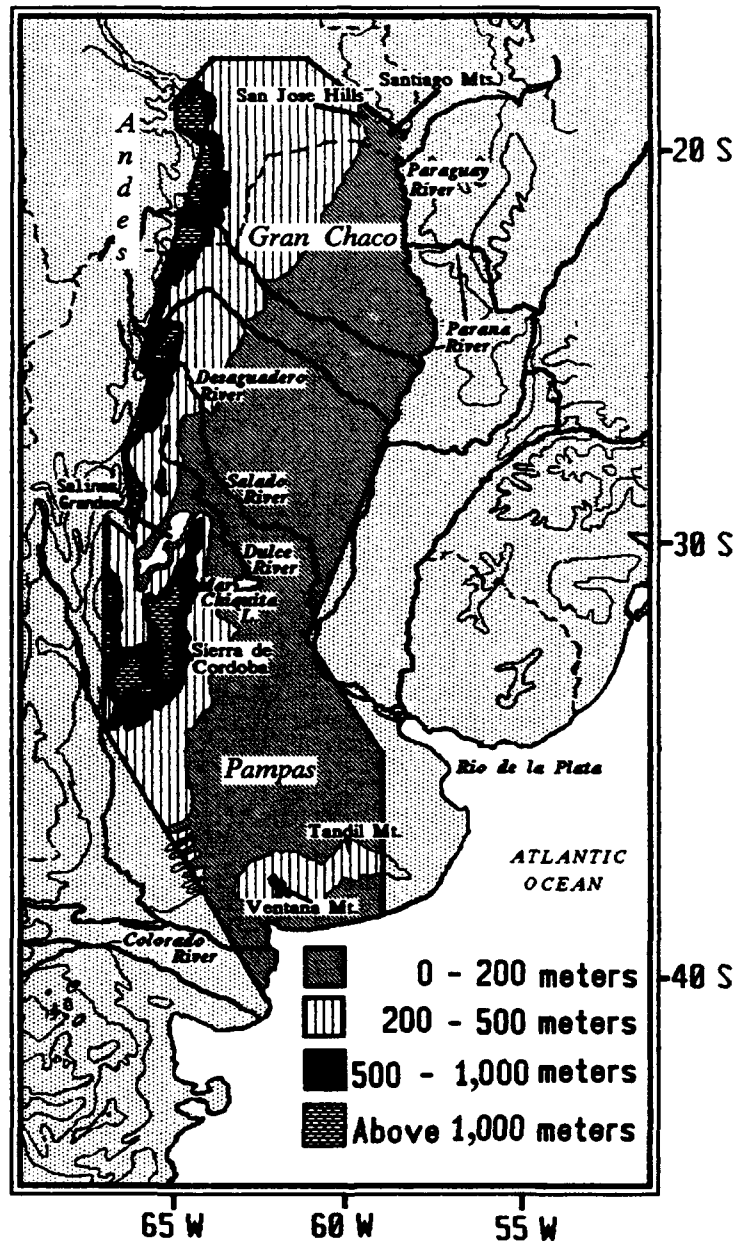 Santiago Mts.
San Jose Hills
Andes
20 S
Paraguay
River
Gran Chaco
Parana
River
Desaguadero
River
Salinas
Grandes
Salado
River
30 S
Dulce
River
Mar
Chiquita
L.
Sierra de
Cordoba
Pampas
Rio de la Plata
Tandil Mt.
ATLANTIC
OCEAN
Ventana Mt.
Colorado
River
0 - 200 meters
40 S
200 - 500 meters
500 - 1,000 meters
Above 1,000 meters
65 W
60 W
55 W